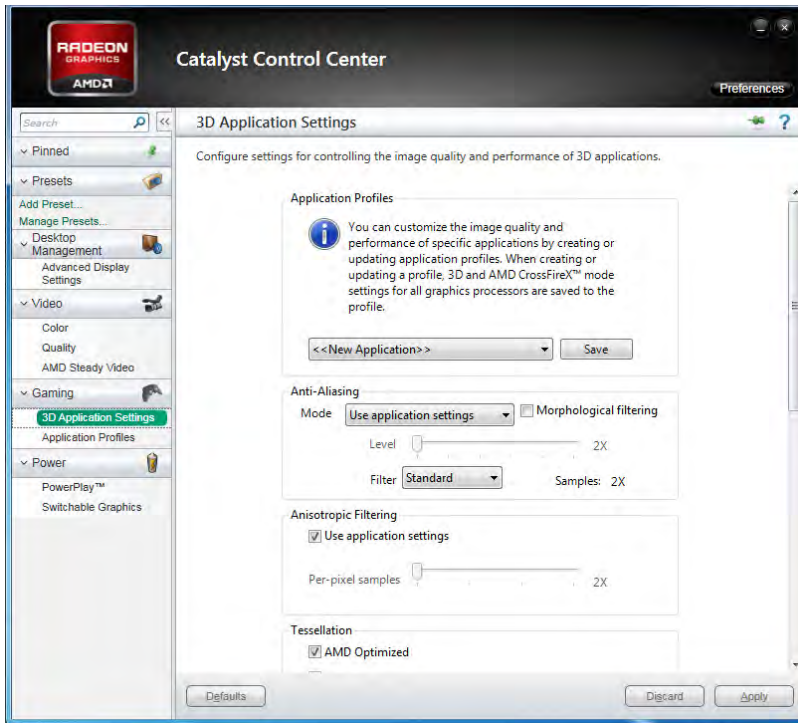 RADEON
GRAPHICS
AMD
Catalyst Control Center
Preferences
Search
<<
3D Application Settings
?
Pinned
Presets
Add Preset...
Manage Presets...
Desktop
Management
Advanced Display
Settings
Video
Color
Quality
AMD Steady Video
Gaming
3D Application Settings
Application Profiles
Power
PowerPlay™
Switchable Graphics
Configure settings for controlling the image quality and performance of 3D applications.
Application Profiles
You can customize the image quality and
performance of specific applications by creating or
updating application profiles. When creating or
updating a profile, 3D and AMD CrossFireX™ mode
settings for all graphics processors are saved to the
profile.
<<New Application>> Save
Anti-Aliasing
Mode Use application settings Morphological filtering
Level 2X
Filter Standard Samples: 2X
Anisotropic Filtering
Use application settings
Per-pixel samples 2X
Tessellation
AMD Optimized
Defaults Discard Apply